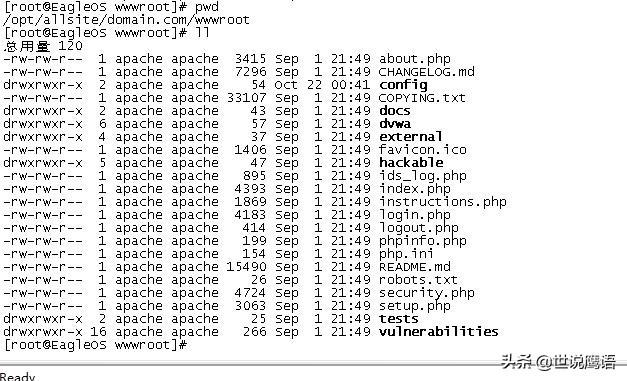 [root@EagleOS wwwroot]# pwd
/opt/allsite/domain.com/wwwroot
[root@EagleOS wwwroot]# ll
总用量 120
-rw-rw-r-- 1 apache apache 3415 Sep 1 21:49 about.php
-rw-rw-r-- 1 apache apache 7296 Sep 1 21:49 CHANGELOG.md
drwxrwxr-x 2 apache apache 54 Oct 22 00:41 config
-rw-rw-r-- 1 apache apache 33107 Sep 1 21:49 COPYING.txt
drwxrwxr-x 2 apache apache 43 Sep 1 21:49 docs
drwxrwxr-x 6 apache apache 57 Sep 1 21:49 dvwa
drwxrwxr-x 4 apache apache 37 Sep 1 21:49 external
-rw-rw-r-- 1 apache apache 1406 Sep 1 21:49 favicon.ico
drwxrwxr-x 5 apache apache 47 Sep 1 21:49 hackable
-rw-rw-r-- 1 apache apache 895 Sep 1 21:49 ids_log.php
-rw-rw-r-- 1 apache apache 4393 Sep 1 21:49 index.php
-rw-rw-r-- 1 apache apache 1869 Sep 1 21:49 instructions.php
-rw-rw-r-- 1 apache apache 4183 Sep 1 21:49 login.php
-rw-rw-r-- 1 apache apache 414 Sep 1 21:49 logout.php
-rw-rw-r-- 1 apache apache 199 Sep 1 21:49 phpinfo.php
-rw-rw-r-- 1 apache apache 154 Sep 1 21:49 php.ini
-rw-rw-r-- 1 apache apache 15490 Sep 1 21:49 README.md
-rw-rw-r-- 1 apache apache 26 Sep 1 21:49 robots.txt
-rw-rw-r-- 1 apache apache 4724 Sep 1 21:49 security.php
-rw-rw-r-- 1 apache apache 3063 Sep 1 21:49 setup.php
drwxrwxr-x 2 apache apache 25 Sep 1 21:49 tests
drwxrwxr-x 16 apache apache 266 Sep 1 21:49 vulnerabilities
[root@EagleOS wwwroot]#
头条 @世说鹰语
Ready